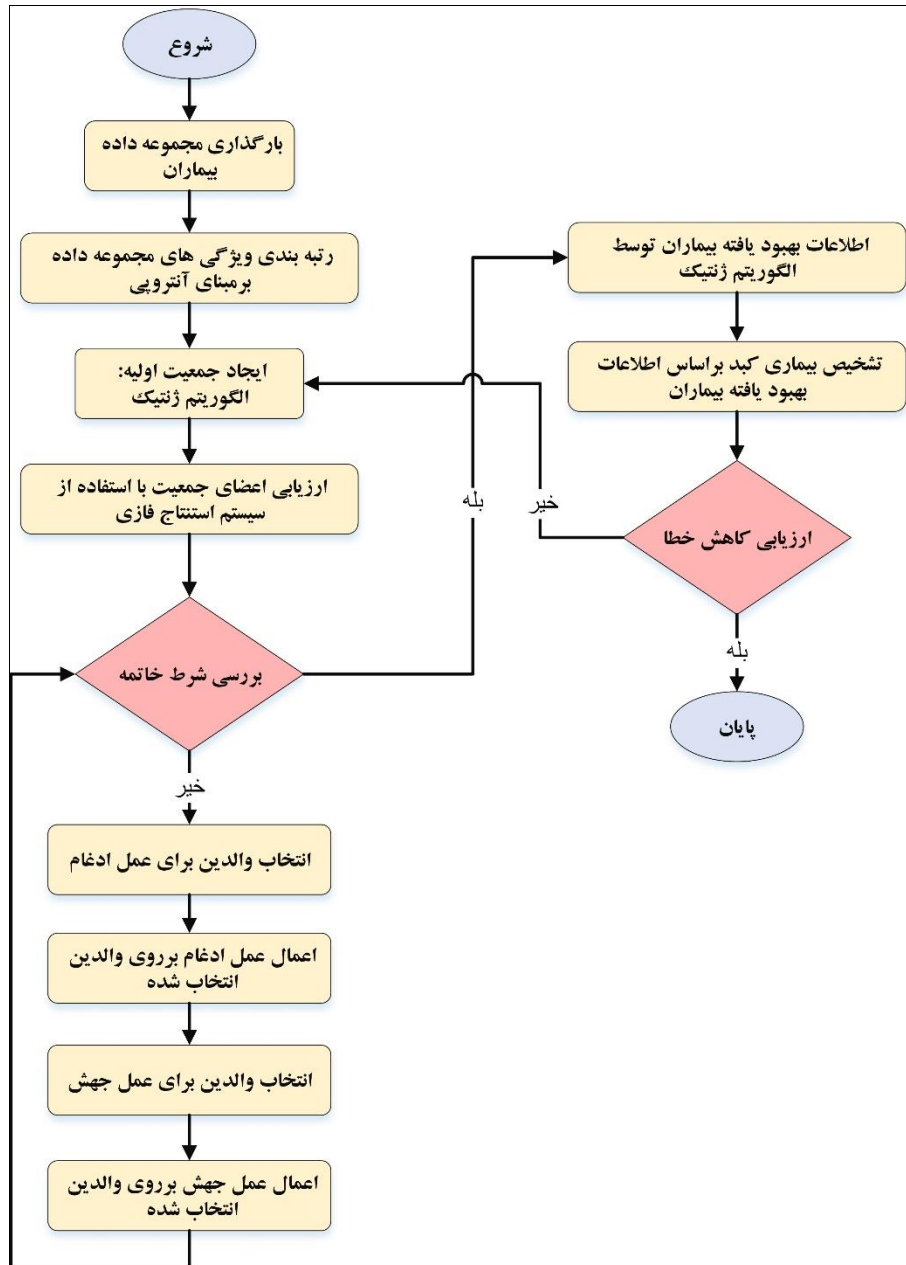 شروع
بارگذاری مجموعه داده
بیماران
رتبه بندی ویژگی های مجموعه داده
برمبنای آنتروپی
ایجاد جمعیت اولیه:
الگوریتم ژنتیک
ارزیابی اعضای جمعیت با استفاده از
سیستم استنتاج فازی
بررسی شرط خاتمه
بله
خیر
انتخاب والدین برای عمل ادغام
اعمال عمل ادغام برروی والدین
انتخاب شده
انتخاب والدین برای عمل جهش
اعمال عمل جهش برروی والدین
انتخاب شده
اطلاعات بهبود یافته بیماران توسط
الگوریتم ژنتیک
تشخیص بیماری کبد براساس اطلاعات
بهبود یافته بیماران
ارزیابی کاهش خطا
خیر
بله
پایان